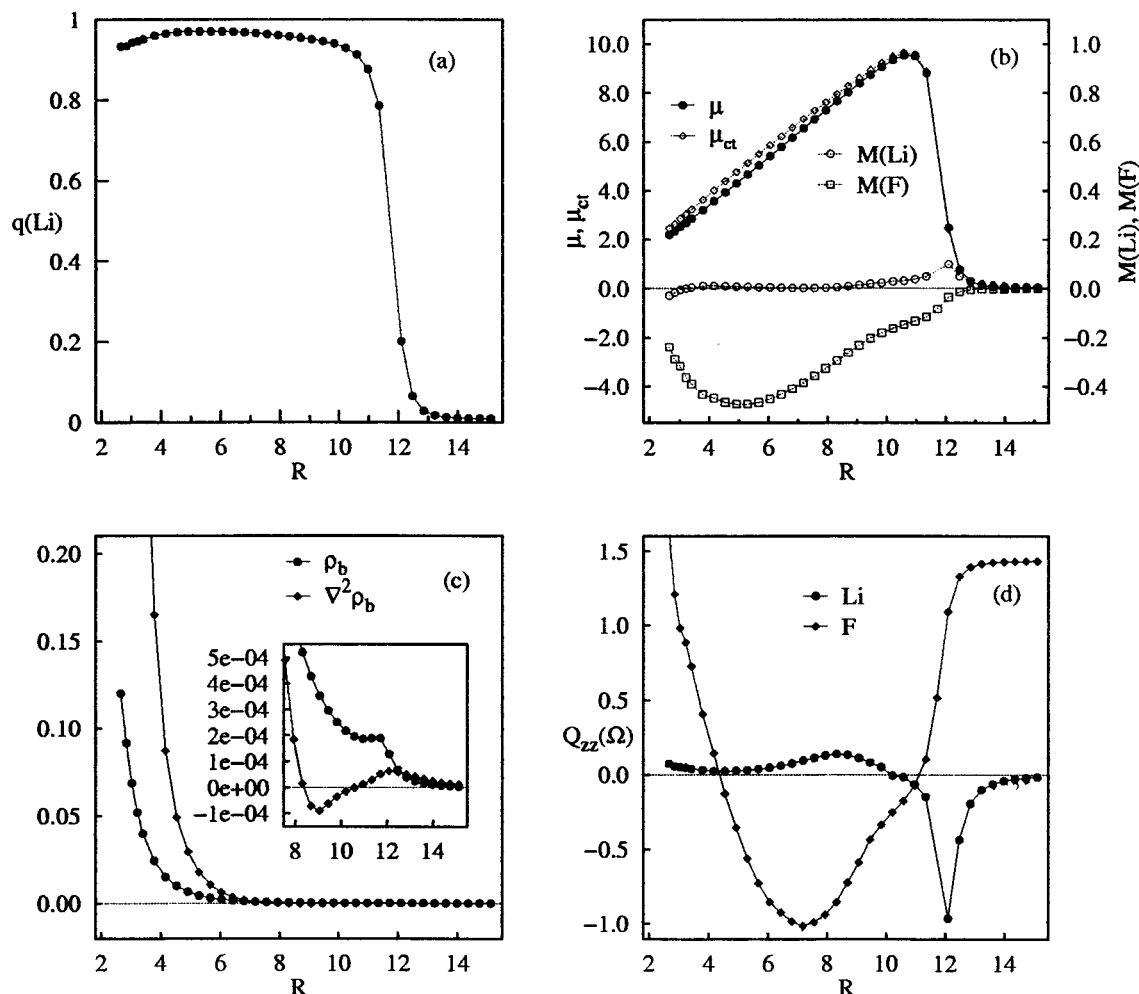 1
0.8
0.6
q(Li)
0.4
0.2
0
(a)
2 4 6 8 10 12 14
R
10.0
8.0
6.0
4.0
2.0
0.0
−2.0
−4.0
μ, μct
(b)
μ
μct
M(Li)
M(F)
1.0
0.8
0.6
0.4
0.2
0.0
−0.2
−0.4
M(Li), M(F)
2 4 6 8 10 12 14
R
0.20
0.15
0.10
0.05
0.00
ρb
∇²ρb
(c)
5e−04
4e−04
3e−04
2e−04
1e−04
0e+00
−1e−04
8 10 12 14
2 4 6 8 10 12 14
R
1.5
1.0
0.5
Qzz(Ω)
0.0
−0.5
−1.0
Li
F
(d)
2 4 6 8 10 12 14
R